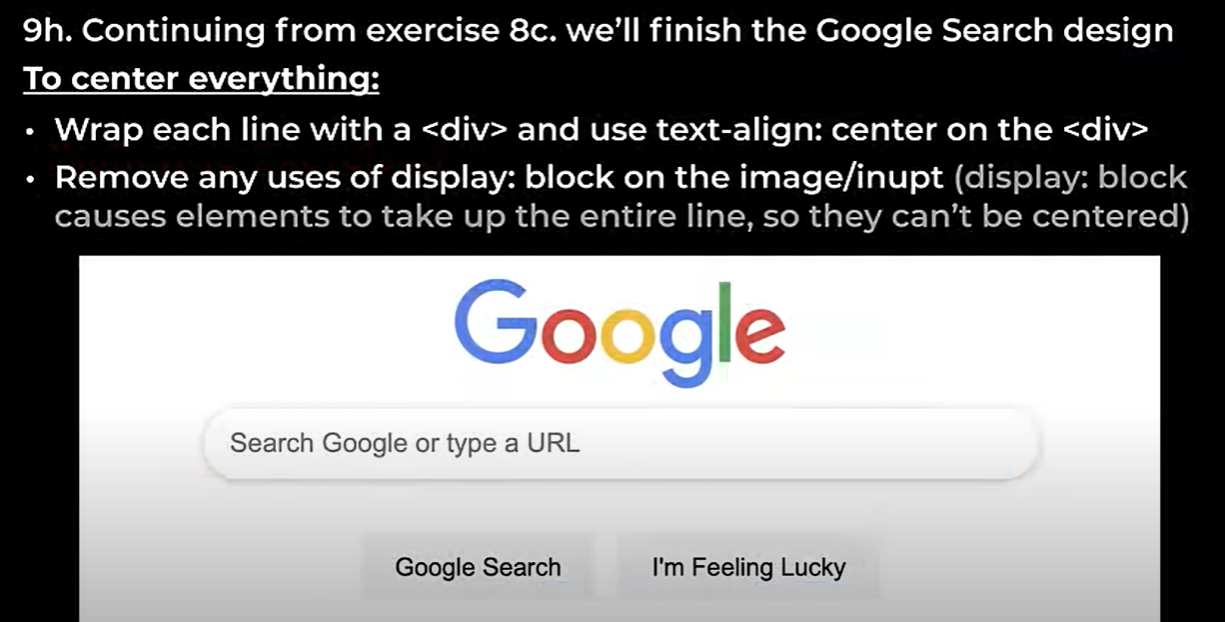 9h. Continuing from exercise 8c. we'll finish the Google Search design
To center everything:
• Wrap each line with a <div> and use text-align: center on the <div>
• Remove any uses of display: block on the image/inupt (display: block
causes elements to take up the entire line, so they can't be centered)
Google
Search Google or type a URL
Google Search I'm Feeling Lucky